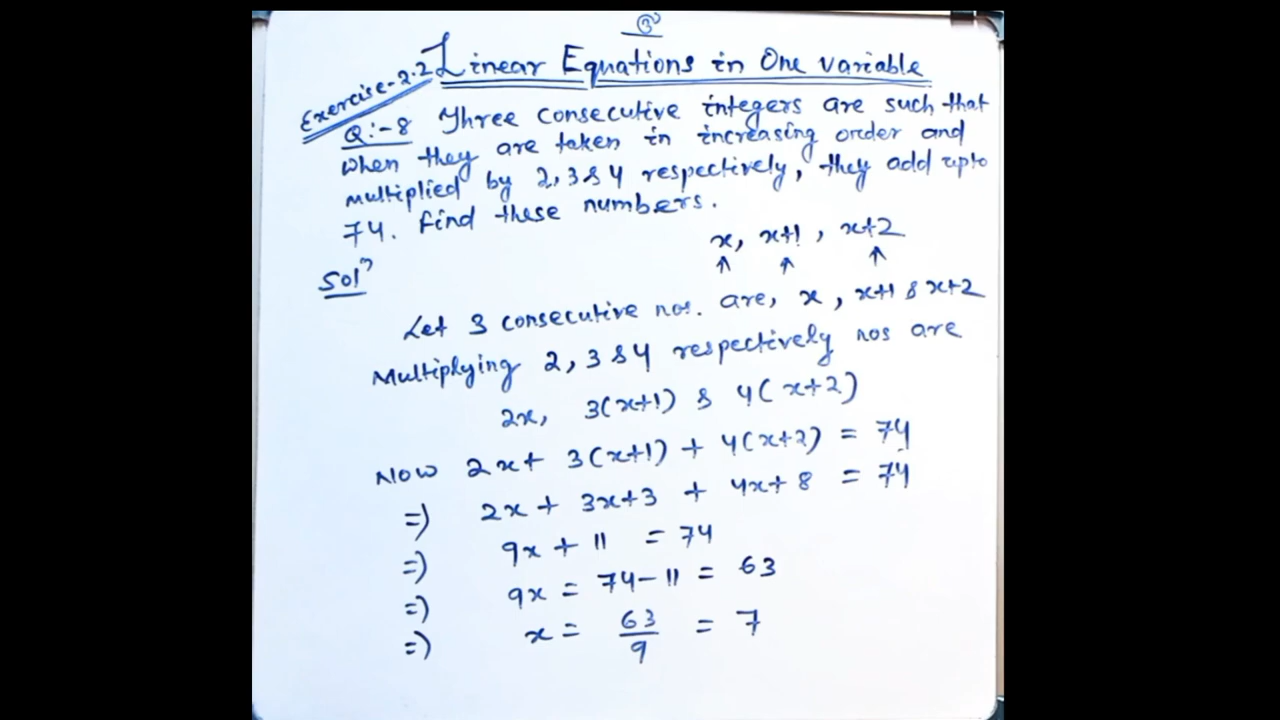 3
Exercise-2.2 Linear Equations in One variable
Q:-8 Three consecutive integers are such that
when they are taken in increasing order and
multiplied by 2, 3 & 4 respectively, they add upto
74. Find these numbers.
x, x+1, x+2
↑ ↑ ↑
Solⁿ
Let 3 consecutive nos. are, x, x+1 & x+2
Multiplying 2, 3 & 4 respectively nos are
2x, 3(x+1) & 4(x+2)
Now 2x + 3(x+1) + 4(x+2) = 74
=) 2x + 3x+3 + 4x+8 = 74
=) 9x + 11 = 74
=) 9x = 74-11 = 63
=) x = 63/9 = 7